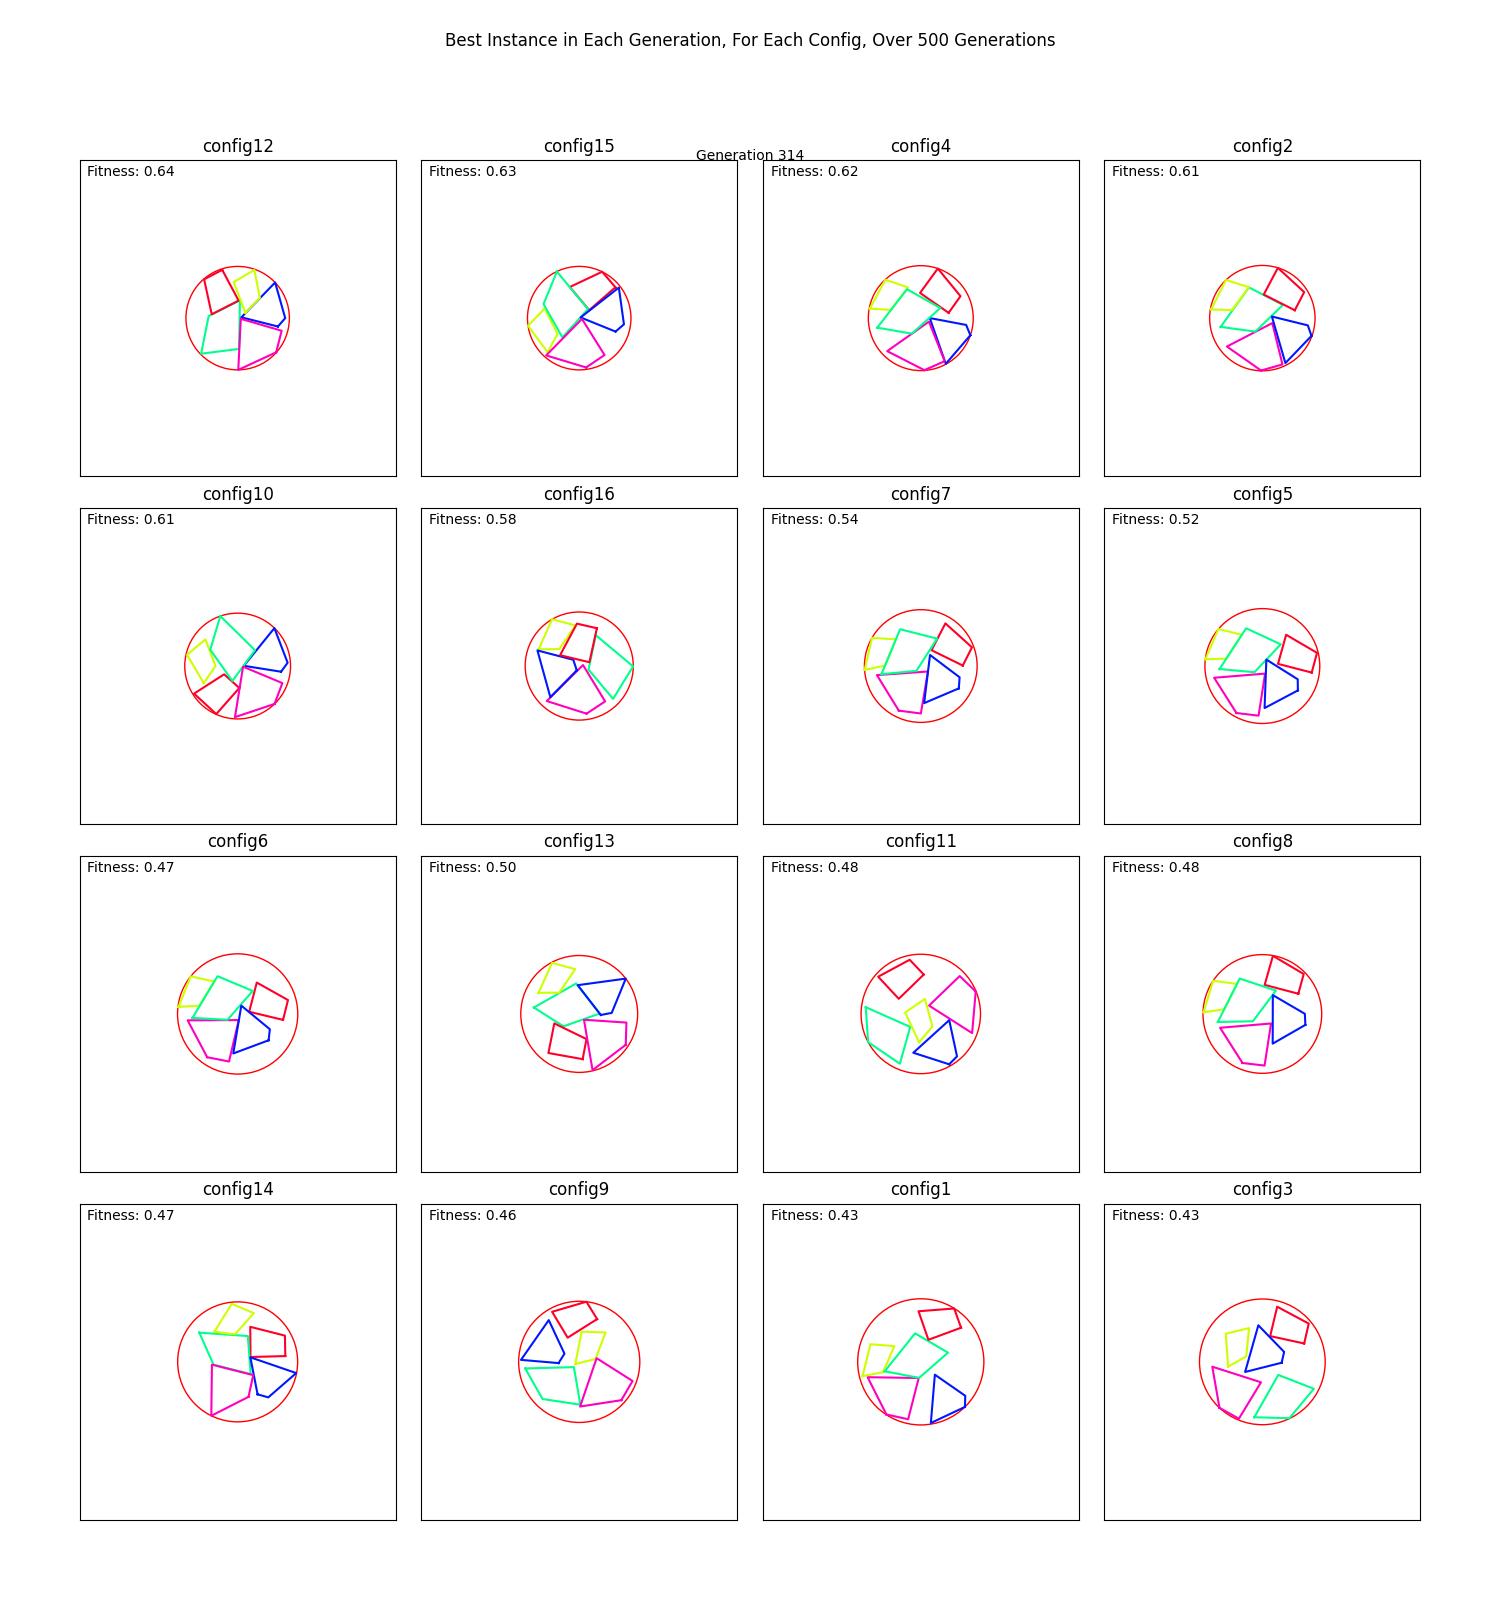 Best Instance in Each Generation, For Each Config, Over 500 Generations
config12
config15
Generation 314
config4
config2
Fitness: 0.64
Fitness: 0.63
Fitness: 0.62
Fitness: 0.61
config10
config16
config7
config5
Fitness: 0.61
Fitness: 0.58
Fitness: 0.54
Fitness: 0.52
config6
config13
config11
config8
Fitness: 0.47
Fitness: 0.50
Fitness: 0.48
Fitness: 0.48
config14
config9
config1
config3
Fitness: 0.47
Fitness: 0.46
Fitness: 0.43
Fitness: 0.43